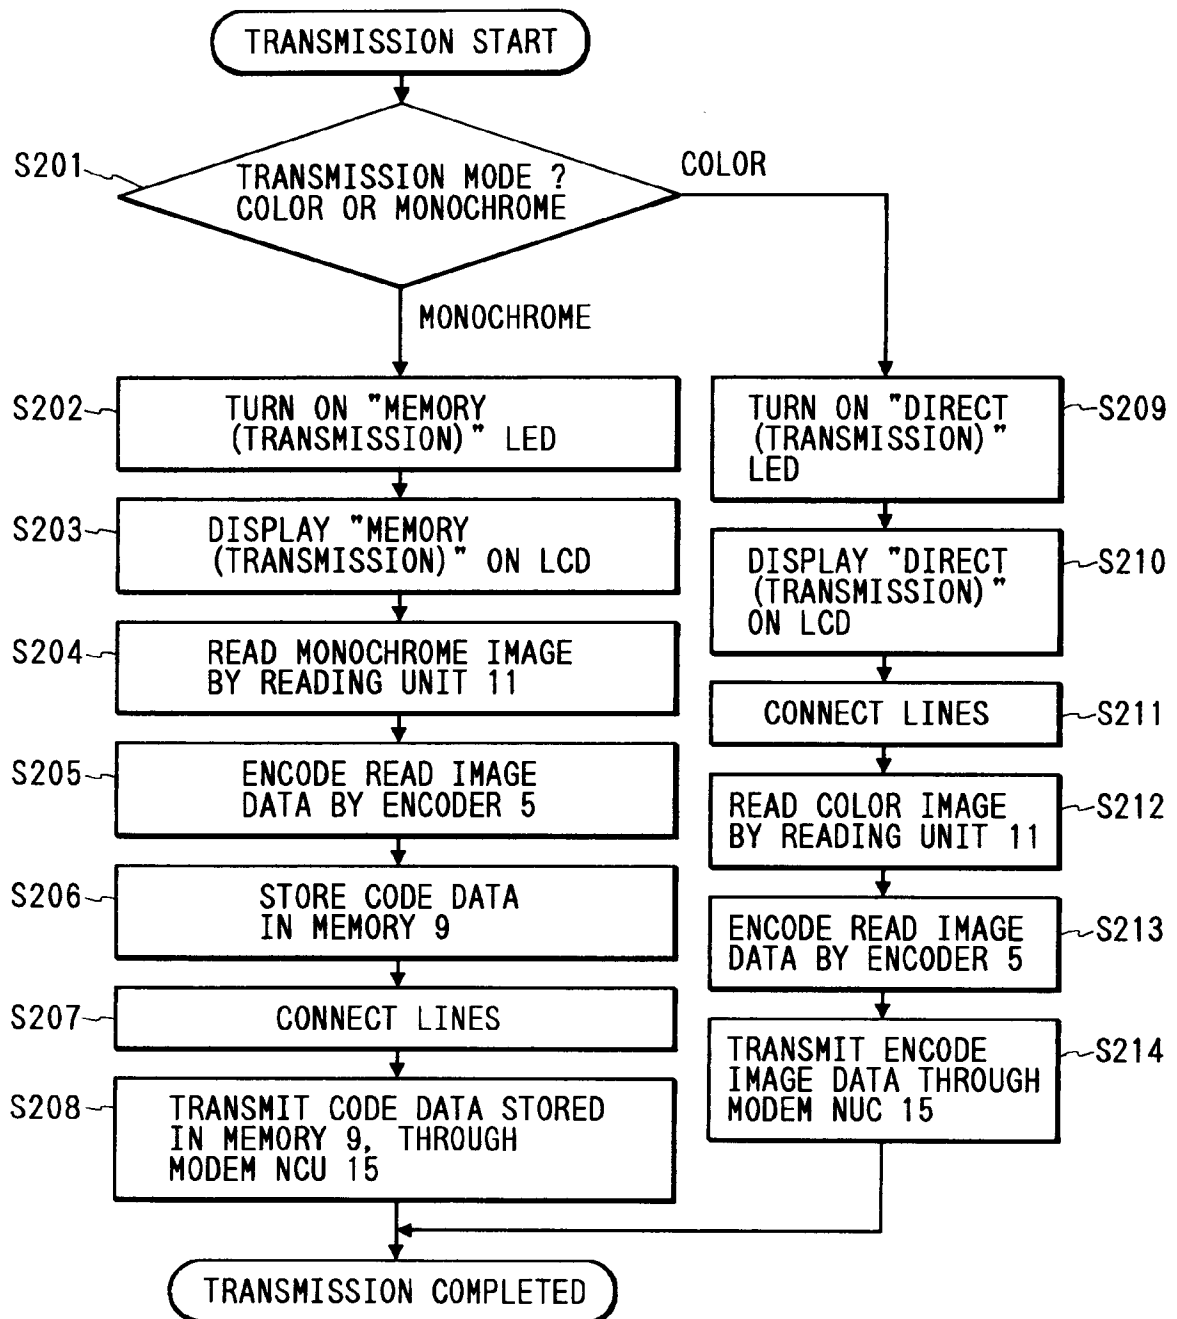 TRANSMISSION START
S201
TRANSMISSION MODE ?
COLOR OR MONOCHROME
COLOR
MONOCHROME
S202
TURN ON "MEMORY
(TRANSMISSION)" LED
S203
DISPLAY "MEMORY
(TRANSMISSION)" ON LCD
S204
READ MONOCHROME IMAGE
BY READING UNIT 11
S205
ENCODE READ IMAGE
DATA BY ENCODER 5
S206
STORE CODE DATA
IN MEMORY 9
S207
CONNECT LINES
S208
TRANSMIT CODE DATA STORED
IN MEMORY 9, THROUGH
MODEM NCU 15
TURN ON "DIRECT
(TRANSMISSION)"
LED
S209
DISPLAY "DIRECT
(TRANSMISSION)"
ON LCD
S210
CONNECT LINES
S211
READ COLOR IMAGE
BY READING UNIT 11
S212
ENCODE READ IMAGE
DATA BY ENCODER 5
S213
TRANSMIT ENCODE
IMAGE DATA THROUGH
MODEM NUC 15
S214
TRANSMISSION COMPLETED